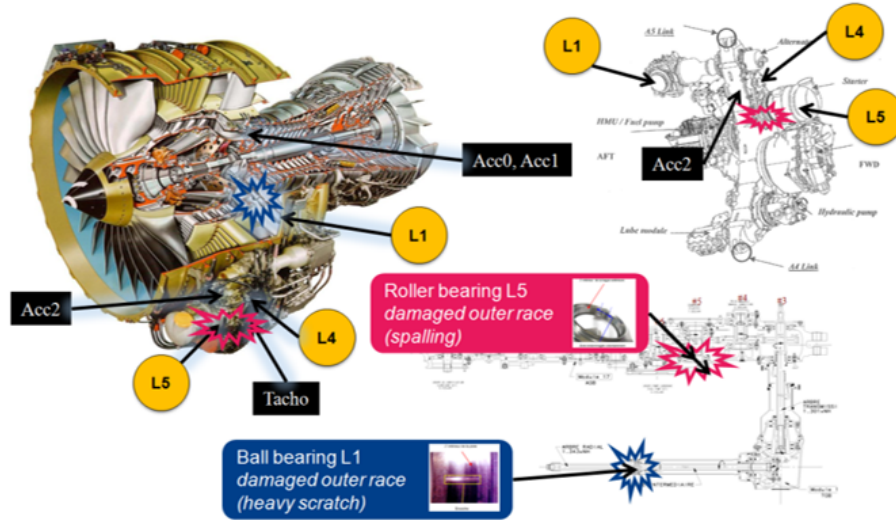 L1
A5 Link
Alternate
L4
Starter
L5
HMU / Fuel pump
AFT
Acc2
FWD
Hydraulic pump
Lube module
A4 Link
Acc0, Acc1
L1
Acc2
L4
L5
Tacho
Roller bearing L5
damaged outer race
(spalling)
#5
#4
#3
Ball bearing L1
damaged outer race
(heavy scratch)